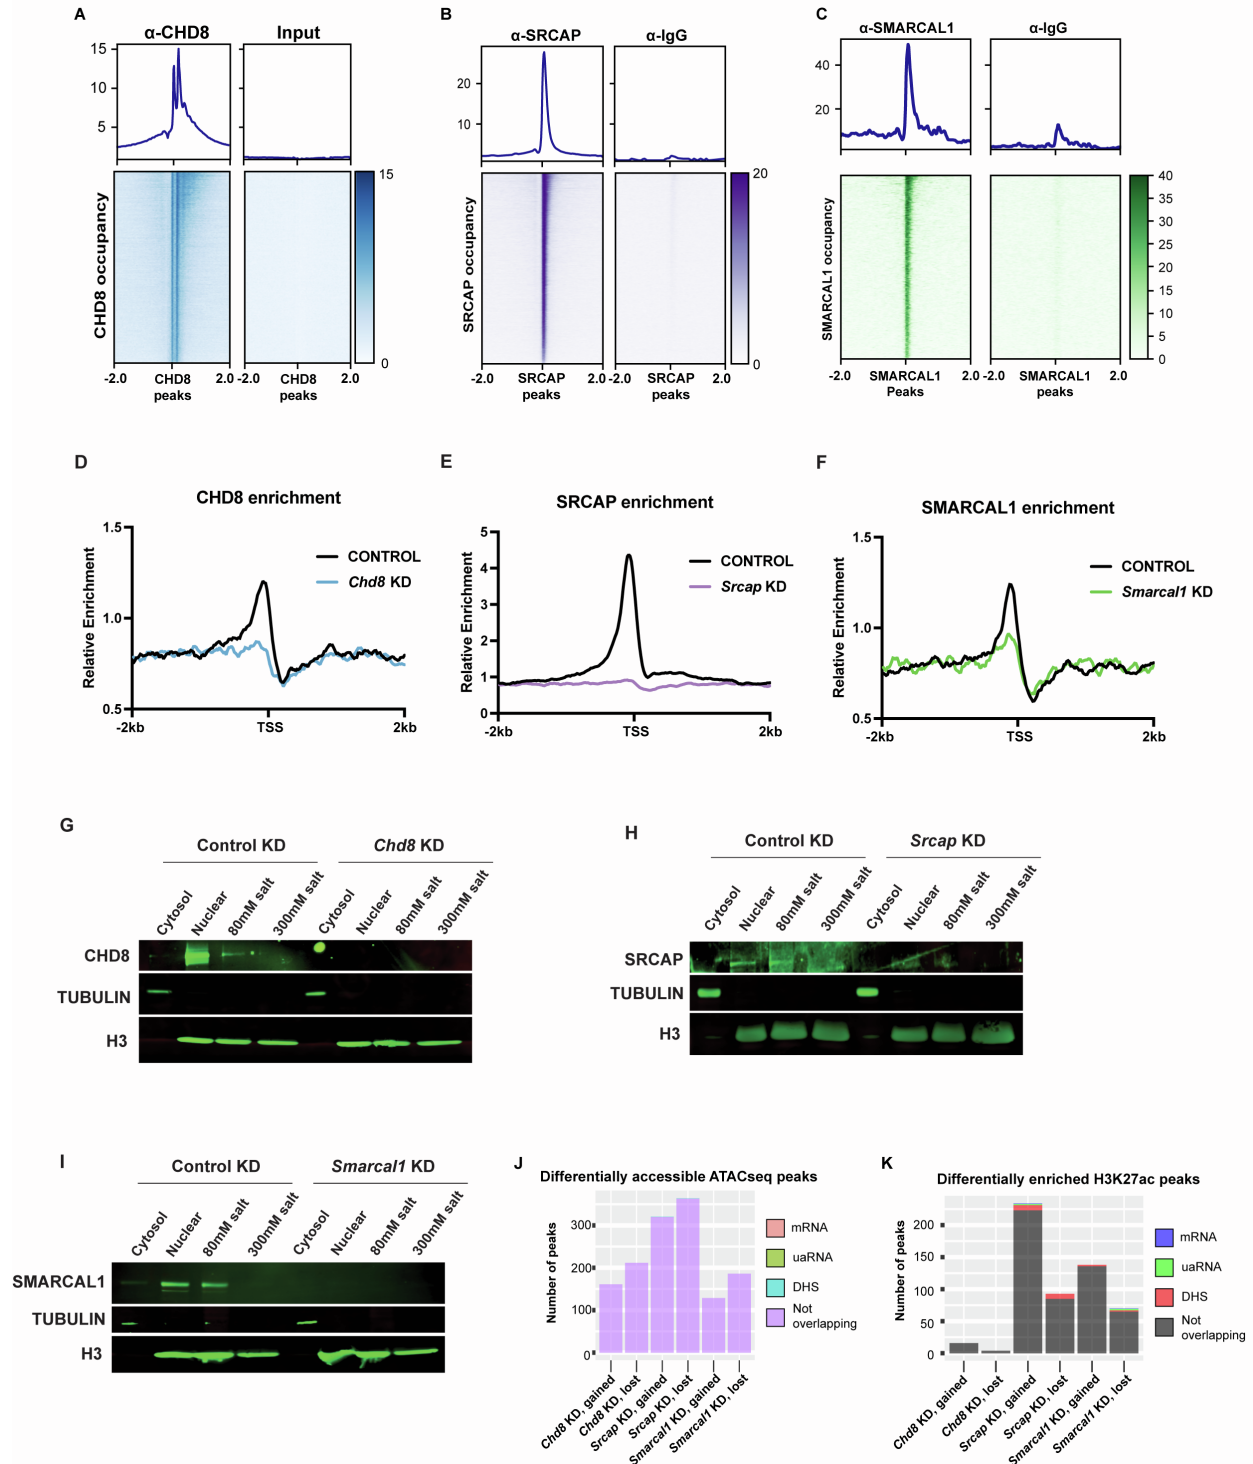 A
α-CHD8
Input
15
10
5
CHD8 occupancy
15
0
-2.0
CHD8
peaks
2.0
-2.0
CHD8
peaks
2.0
B
α-SRCAP
α-IgG
20
10
SRCAP occupancy
20
0
-2.0
SRCAP
peaks
2.0
-2.0
SRCAP
peaks
2.0
C
α-SMARCAL1
α-IgG
40
20
SMARCAL1 occupancy
40
35
30
25
20
15
10
5
0
-2.0
SMARCAL1
Peaks
2.0
-2.0
SMARCAL1
peaks
2.0
D
CHD8 enrichment
Relative Enrichment
1.5
1.0
0.5
CONTROL
Chd8 KD
-2kb
TSS
2kb
E
SRCAP enrichment
Relative Enrichment
5
4
3
2
1
0
CONTROL
Srcap KD
-2kb
TSS
2kb
F
SMARCAL1 enrichment
Relative Enrichment
1.5
1.0
0.5
CONTROL
Smarcal1 KD
-2kb
TSS
2kb
G
Control KD
Chd8 KD
Cytosol
Nuclear
80mM salt
300mM salt
Cytosol
Nuclear
80mM salt
300mM salt
CHD8
TUBULIN
H3
H
Control KD
Srcap KD
Cytosol
Nuclear
80mM salt
300mM salt
Cytosol
Nuclear
80mM salt
300mM salt
SRCAP
TUBULIN
H3
I
Control KD
Smarcal1 KD
Cytosol
Nuclear
80mM salt
300mM salt
Cytosol
Nuclear
80mM salt
300mM salt
SMARCAL1
TUBULIN
H3
J
Differentially accessible ATACseq peaks
Number of peaks
300
200
100
0
mRNA
uaRNA
DHS
Not
overlapping
Chd8 KD, gained
Chd8 KD, lost
Srcap KD, gained
Srcap KD, lost
Smarcal1 KD, gained
Smarcal1 KD, lost
K
Differentially enriched H3K27ac peaks
Number of peaks
200
150
100
50
0
mRNA
uaRNA
DHS
Not
overlapping
Chd8 KD, gained
Chd8 KD, lost
Srcap KD, gained
Srcap KD, lost
Smarcal1 KD, gained
Smarcal1 KD, lost